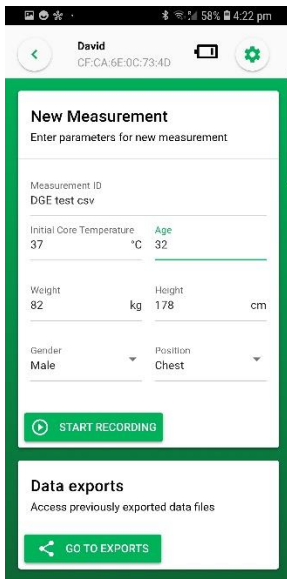 58% 4:22 pm
David
CF:CA:6E:0C:73:4D
New Measurement
Enter parameters for new measurement
Measurement ID
DGE test csv
Initial Core Temperature Age
37 °C 32
Weight Height
82 kg 178 cm
Gender Position
Male Chest
START RECORDING
Data exports
Access previously exported data files
GO TO EXPORTS